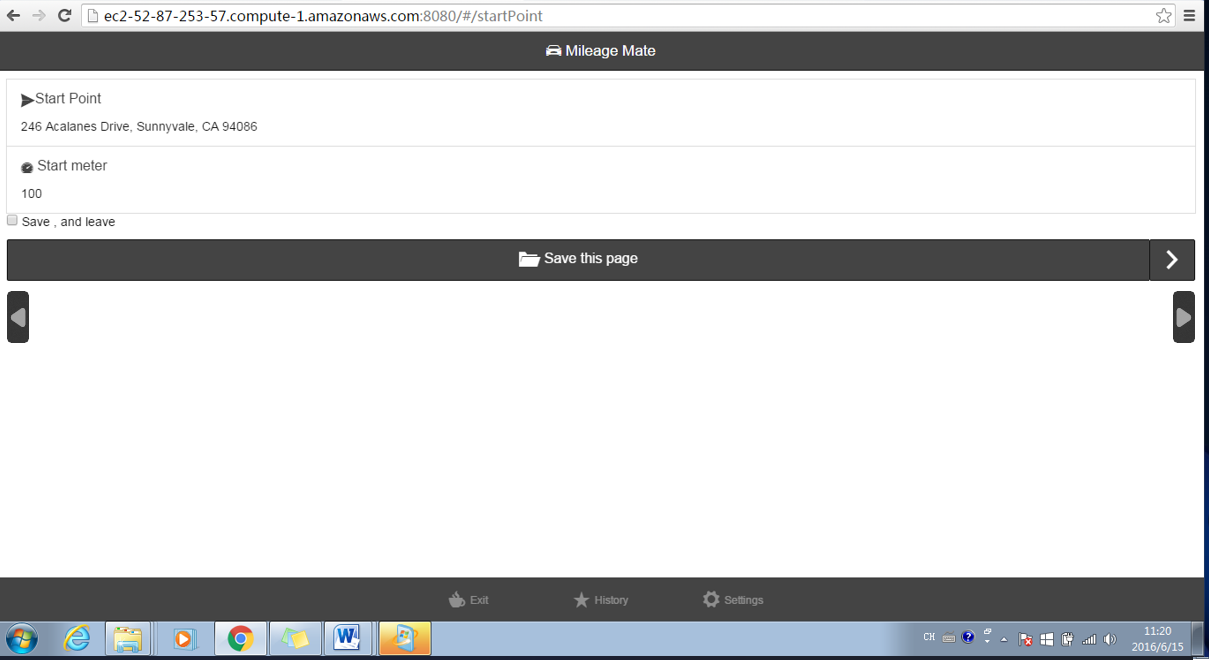 ec2-52-87-253-57.compute-1.amazonaws.com:8080/#/startPoint
Mileage Mate
Start Point
246 Acalanes Drive, Sunnyvale, CA 94086
Start meter
100
Save , and leave
Save this page
Exit
History
Settings
CH
11:20
2016/6/15